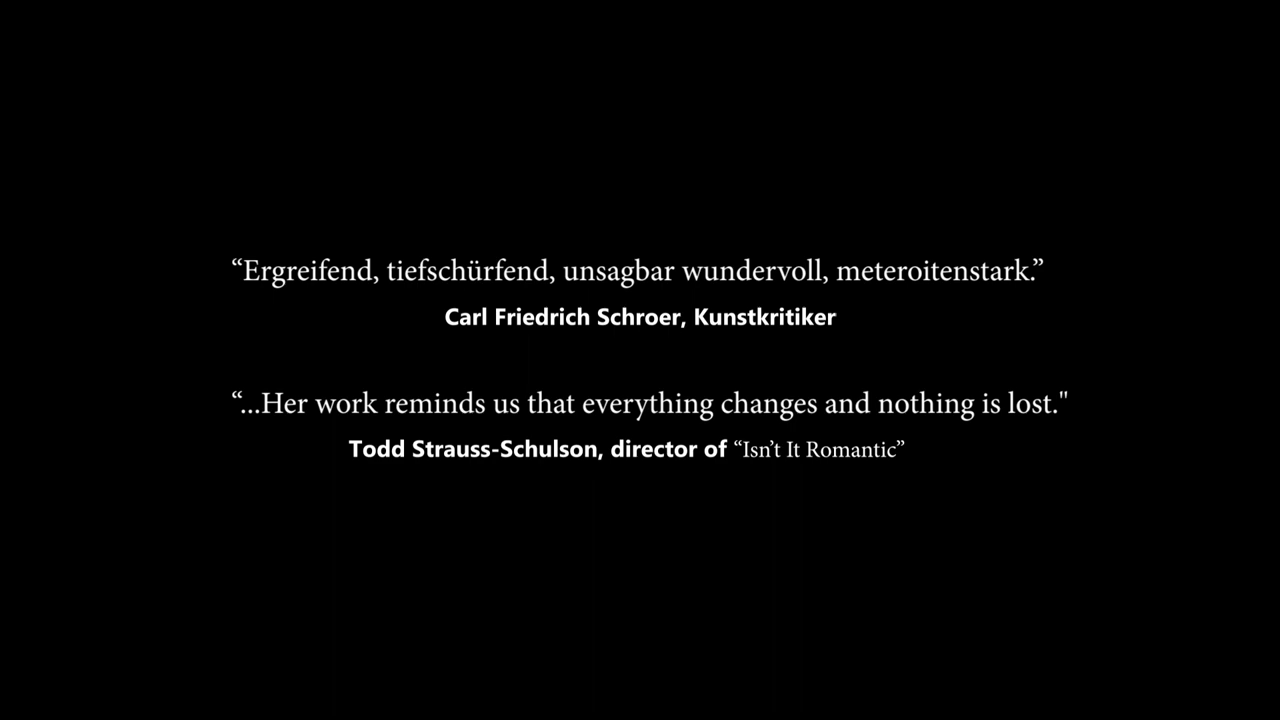 “Ergreifend, tiefschürfend, unsagbar wundervoll, meteroitenstark.”
Carl Friedrich Schroer, Kunstkritiker
“...Her work reminds us that everything changes and nothing is lost."
Todd Strauss-Schulson, director of “Isn’t It Romantic”